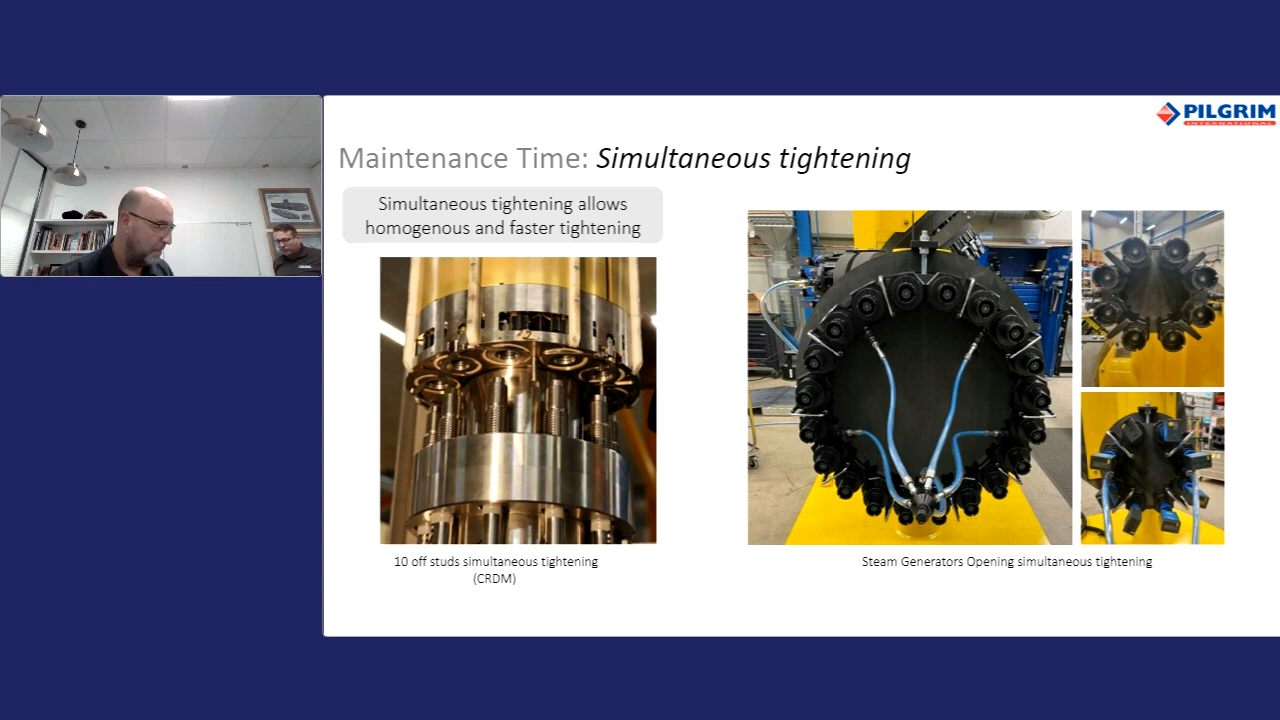 PILGRIM
INTERNATIONAL
Maintenance Time: Simultaneous tightening
Simultaneous tightening allows
homogenous and faster tightening
10 off studs simultaneous tightening
(CRDM)
Steam Generators Opening simultaneous tightening